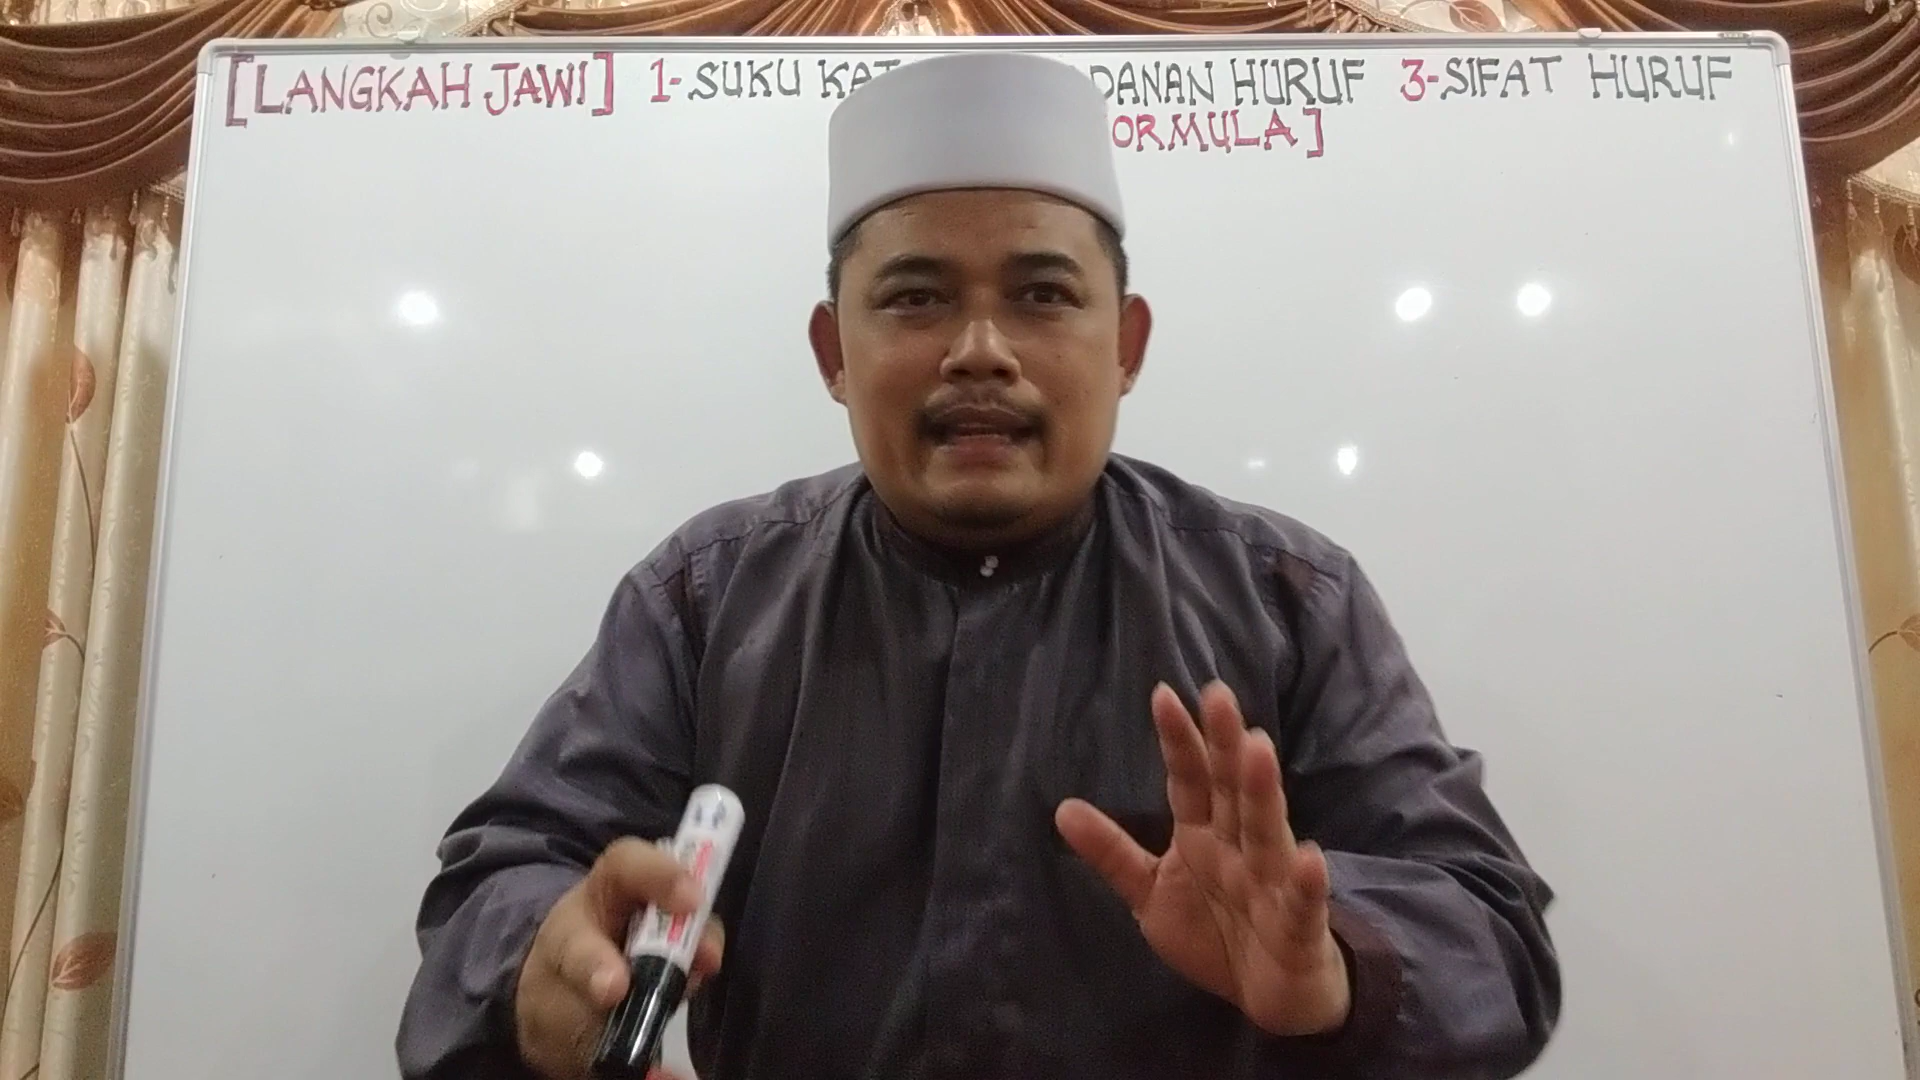 [LANGKAH JAWI] 1-SUKU KAT DANAN HURUF 3-SIFAT HURUF
ORMULA]